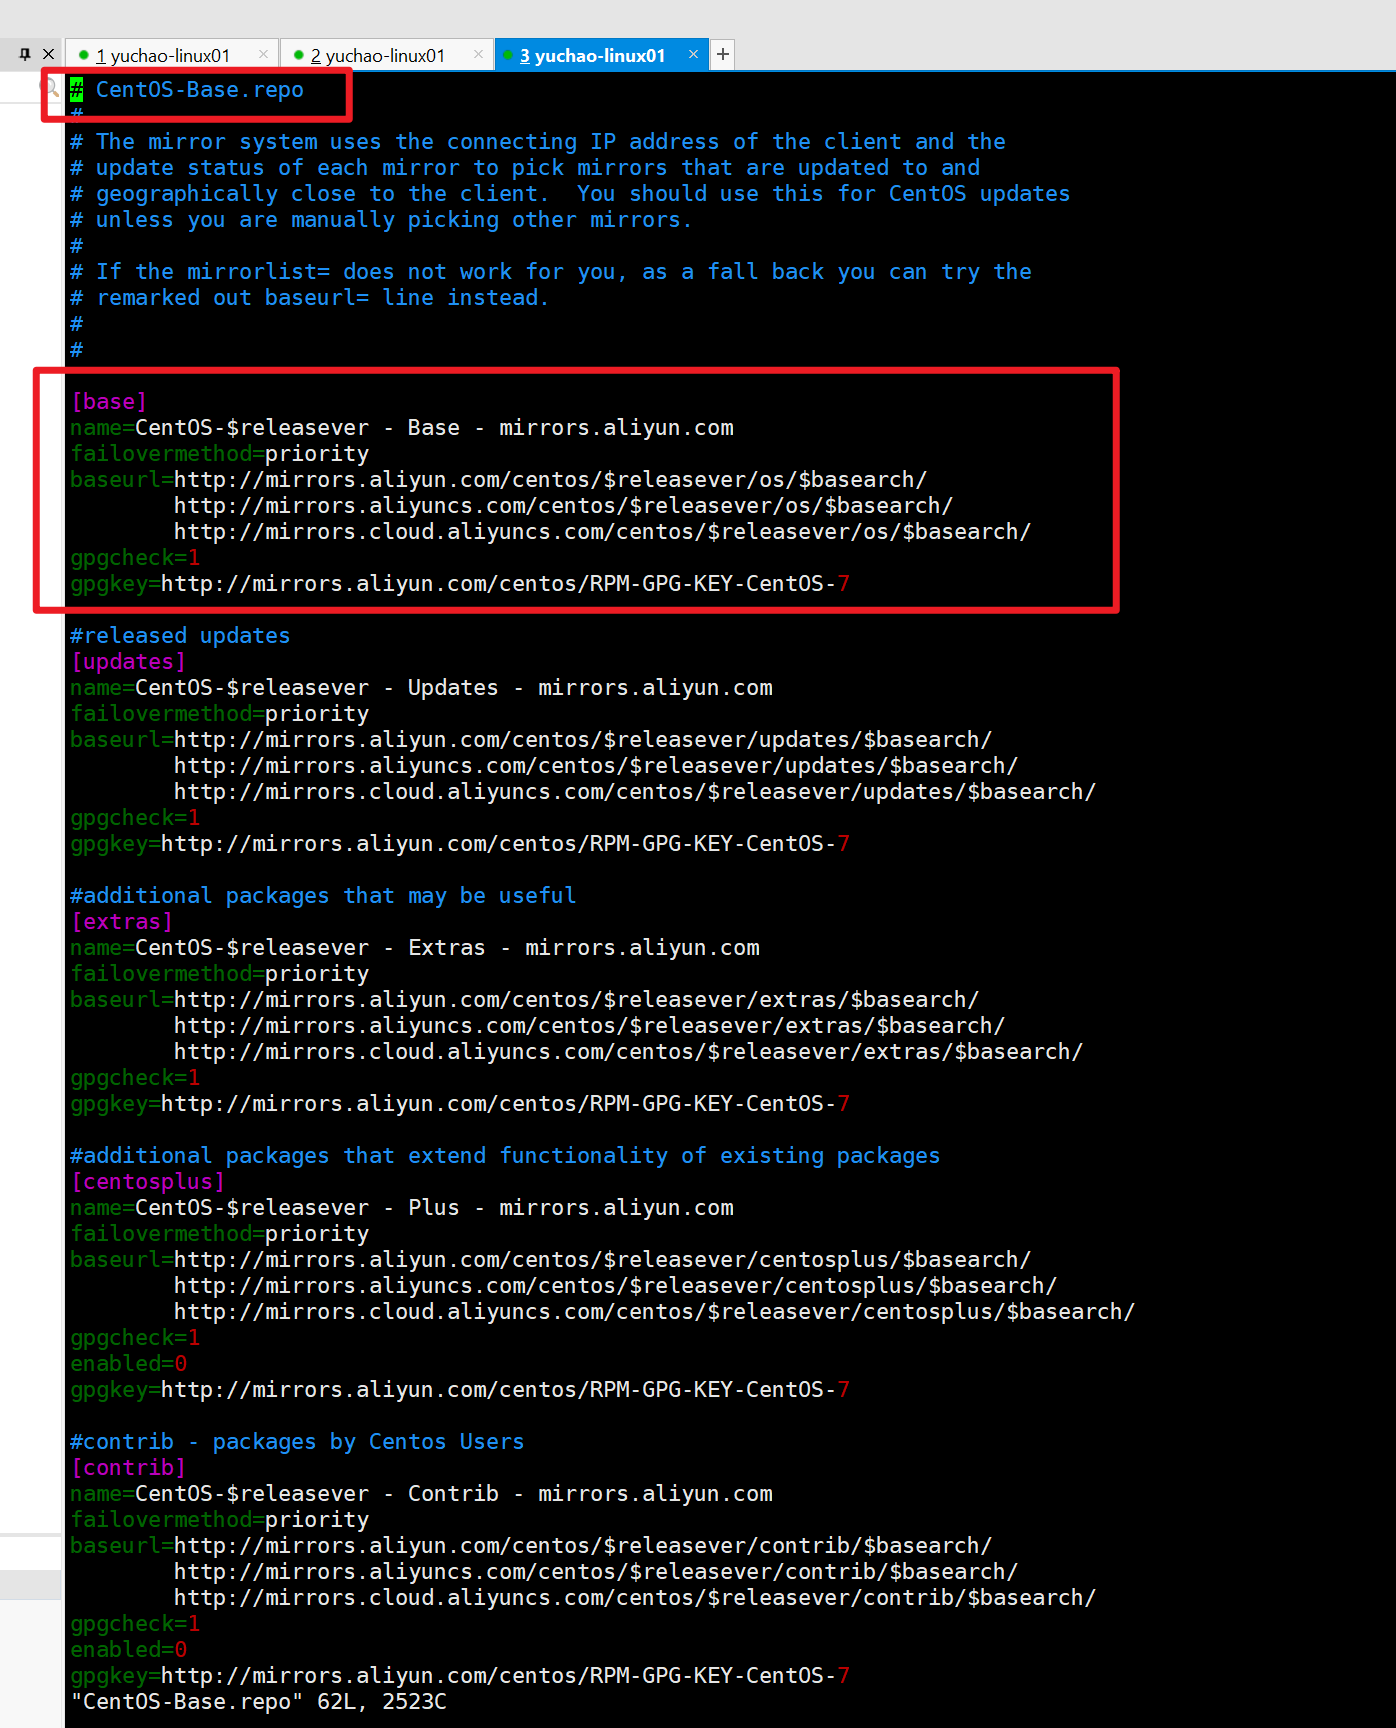 1 yuchao-linux01
2 yuchao-linux01
3 yuchao-linux01
# CentOS-Base.repo
#
# The mirror system uses the connecting IP address of the client and the
# update status of each mirror to pick mirrors that are updated to and
# geographically close to the client.  You should use this for CentOS updates
# unless you are manually picking other mirrors.
#
# If the mirrorlist= does not work for you, as a fall back you can try the
# remarked out baseurl= line instead.
#
#
[base]
name=CentOS-$releasever - Base - mirrors.aliyun.com
failovermethod=priority
baseurl=http://mirrors.aliyun.com/centos/$releasever/os/$basearch/
        http://mirrors.aliyuncs.com/centos/$releasever/os/$basearch/
        http://mirrors.cloud.aliyuncs.com/centos/$releasever/os/$basearch/
gpgcheck=1
gpgkey=http://mirrors.aliyun.com/centos/RPM-GPG-KEY-CentOS-7
#released updates
[updates]
name=CentOS-$releasever - Updates - mirrors.aliyun.com
failovermethod=priority
baseurl=http://mirrors.aliyun.com/centos/$releasever/updates/$basearch/
        http://mirrors.aliyuncs.com/centos/$releasever/updates/$basearch/
        http://mirrors.cloud.aliyuncs.com/centos/$releasever/updates/$basearch/
gpgcheck=1
gpgkey=http://mirrors.aliyun.com/centos/RPM-GPG-KEY-CentOS-7
#additional packages that may be useful
[extras]
name=CentOS-$releasever - Extras - mirrors.aliyun.com
failovermethod=priority
baseurl=http://mirrors.aliyun.com/centos/$releasever/extras/$basearch/
        http://mirrors.aliyuncs.com/centos/$releasever/extras/$basearch/
        http://mirrors.cloud.aliyuncs.com/centos/$releasever/extras/$basearch/
gpgcheck=1
gpgkey=http://mirrors.aliyun.com/centos/RPM-GPG-KEY-CentOS-7
#additional packages that extend functionality of existing packages
[centosplus]
name=CentOS-$releasever - Plus - mirrors.aliyun.com
failovermethod=priority
baseurl=http://mirrors.aliyun.com/centos/$releasever/centosplus/$basearch/
        http://mirrors.aliyuncs.com/centos/$releasever/centosplus/$basearch/
        http://mirrors.cloud.aliyuncs.com/centos/$releasever/centosplus/$basearch/
gpgcheck=1
enabled=0
gpgkey=http://mirrors.aliyun.com/centos/RPM-GPG-KEY-CentOS-7
#contrib - packages by Centos Users
[contrib]
name=CentOS-$releasever - Contrib - mirrors.aliyun.com
failovermethod=priority
baseurl=http://mirrors.aliyun.com/centos/$releasever/contrib/$basearch/
        http://mirrors.aliyuncs.com/centos/$releasever/contrib/$basearch/
        http://mirrors.cloud.aliyuncs.com/centos/$releasever/contrib/$basearch/
gpgcheck=1
enabled=0
gpgkey=http://mirrors.aliyun.com/centos/RPM-GPG-KEY-CentOS-7
"CentOS-Base.repo" 62L, 2523C